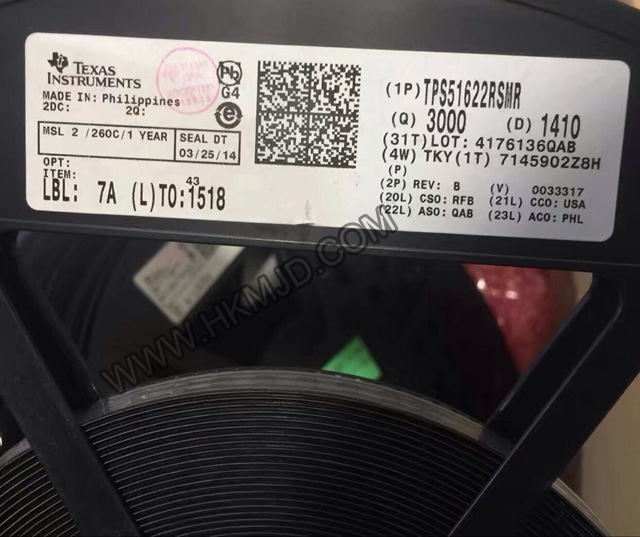 TEXAS
INSTRUMENTS
MADE IN: Philippines
2DC: 2Q:
Pb
G4
e
MSL 2 /260C/1 YEAR
SEAL DT
03/25/14
OPT:
ITEM:
43
LBL: 7A (L)TO:1518
(1P) TPS51622RSMR
(Q) 3000 (D) 1410
(31T)LOT: 4176136QAB
(4W) TKY(1T) 7145902Z8H
(P)
(2P) REV: B (V) 0033317
(20L) CSO: RFB (21L) CCO: USA
(22L) ASO: QAB (23L) ACO: PHL
WWW.HKMJD.COM